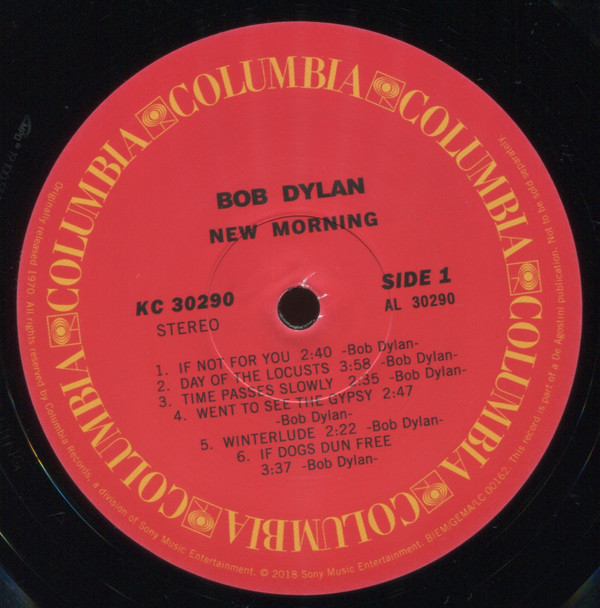 COLUMBIA COLUMBIA COLUMBIA COLUMBIA COLUMBIA COLUMBIA COLUMBIA COLUMBIA
BOB DYLAN
NEW MORNING
KC 30290
STEREO
SIDE 1
AL 30290
1. IF NOT FOR YOU 2:40 -Bob Dylan-
2. DAY OF THE LOCUSTS 3:58 -Bob Dylan-
3. TIME PASSES SLOWLY 2:35 -Bob Dylan-
4. WENT TO SEE THE GYPSY 2:47
-Bob Dylan-
5. WINTERLUDE 2:22 -Bob Dylan-
6. IF DOGS DUN FREE
3:37 -Bob Dylan-
Originally released 1970. All rights reserved by Columbia Records, a division of Sony Music Entertainment. © 2018 Sony Music Entertainment. BIEM/GEMA/LC 00162. This record is part of a De Agostini publication. Not to be sold separately.